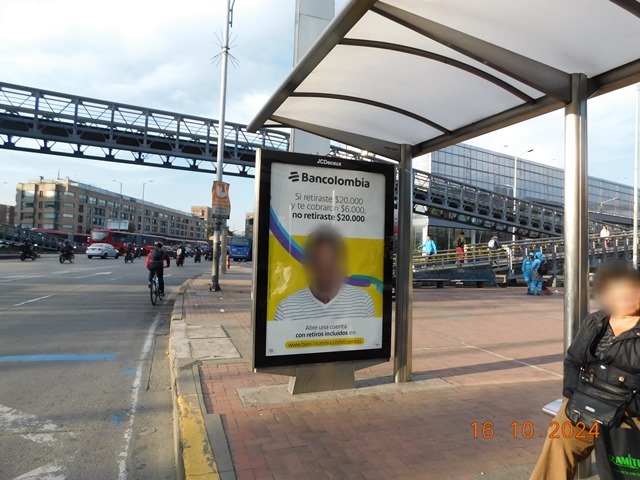 JCDecaux
Bancolombia
Si retiraste $20.000
y te cobraron $6.000,
no retiraste $20.000
Abre una cuenta
con retiros incluidos en
16 10 2024